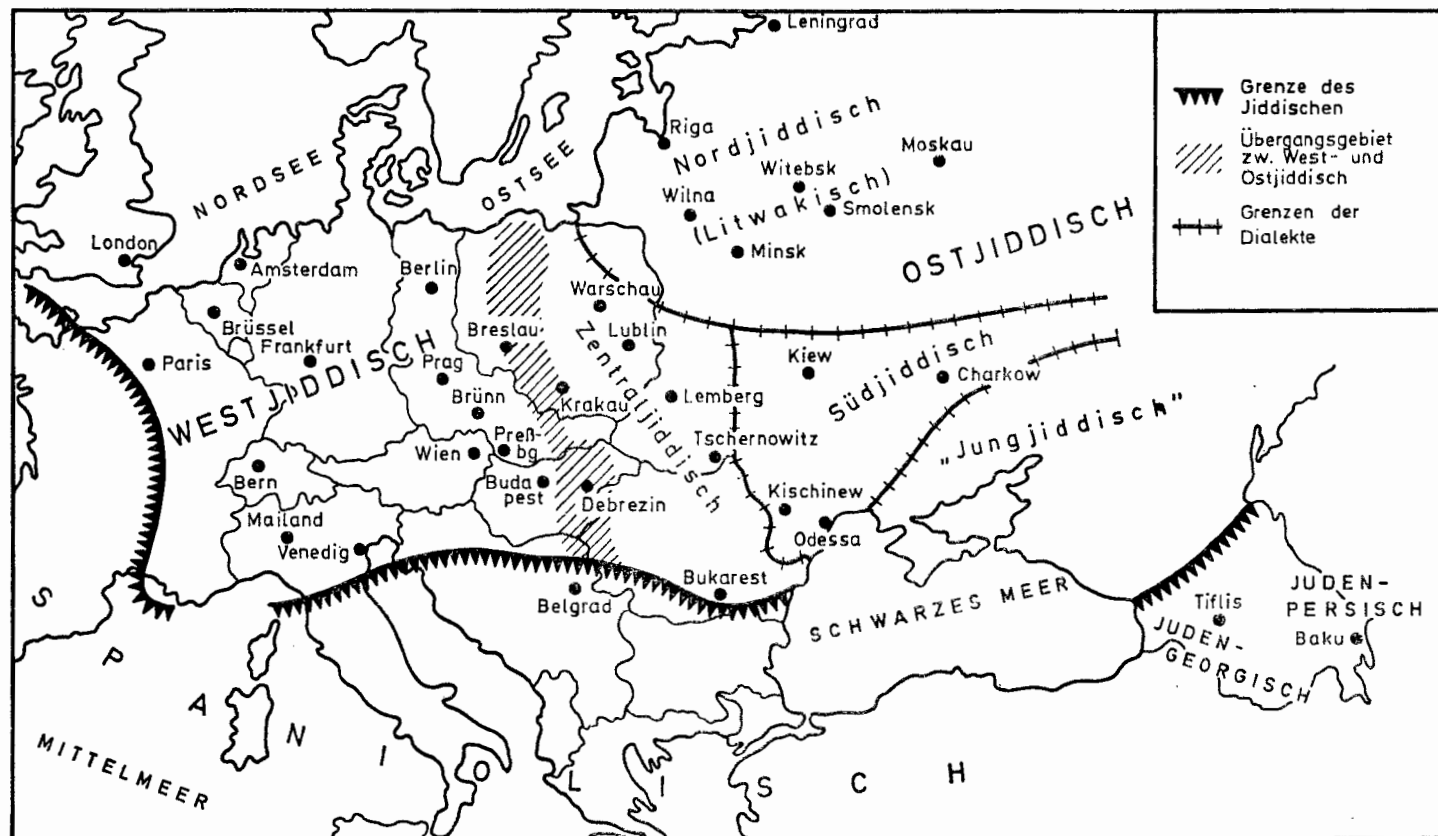 Leningrad
Grenze des
Jiddischen
Übergangsgebiet
zw. West- und
Ostjiddisch
Grenzen der
Dialekte
NORDSEE
OSTSEE
Riga
Nordjiddisch
(Litwakisch)
Moskau
Witebsk
Wilna
Smolensk
Minsk
OSTJIDDISCH
London
Amsterdam
Berlin
Warschau
Brüssel
Frankfurt
Breslau
Lublin
Zentraljiddisch
Kiew
Südjiddisch
Charkow
Paris
WESTJIDDISCH
Prag
Brünn
Krakau
Lemberg
„Jungjiddisch"
Wien
Preß-
bg
Tschernowitz
Bern
Buda
pest
Debrezin
Kischinew
Odessa
Mailand
Venedig
Belgrad
Bukarest
SCHWARZES MEER
Tiflis
JUDEN-
PERSISCH
Baku
JUDEN-
GEORGISCH
SPANIOLISCH
MITTELMEER